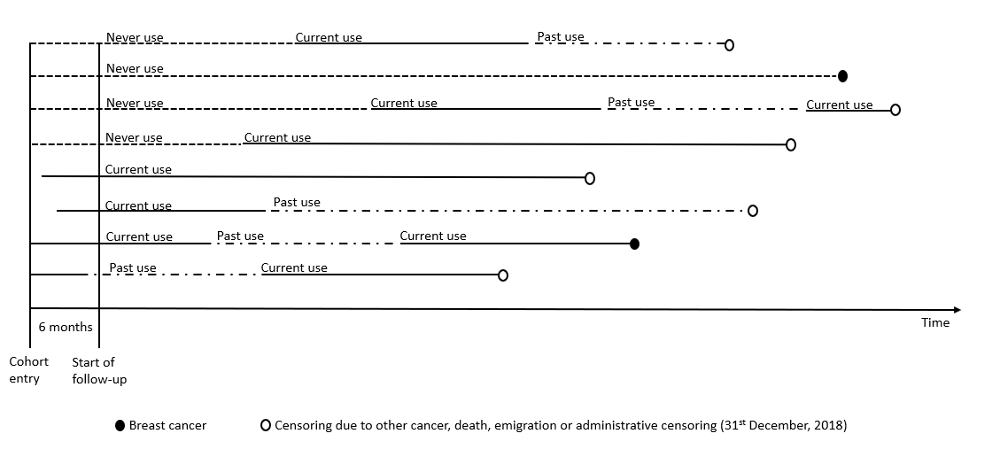 Never use Current use Past use
Never use
Never use Current use Past use Current use
Never use Current use
Current use
Current use Past use
Current use Past use Current use
Past use Current use
6 months
Time
Cohort entry
Start of follow-up
Breast cancer
Censoring due to other cancer, death, emigration or administrative censoring (31st December, 2018)